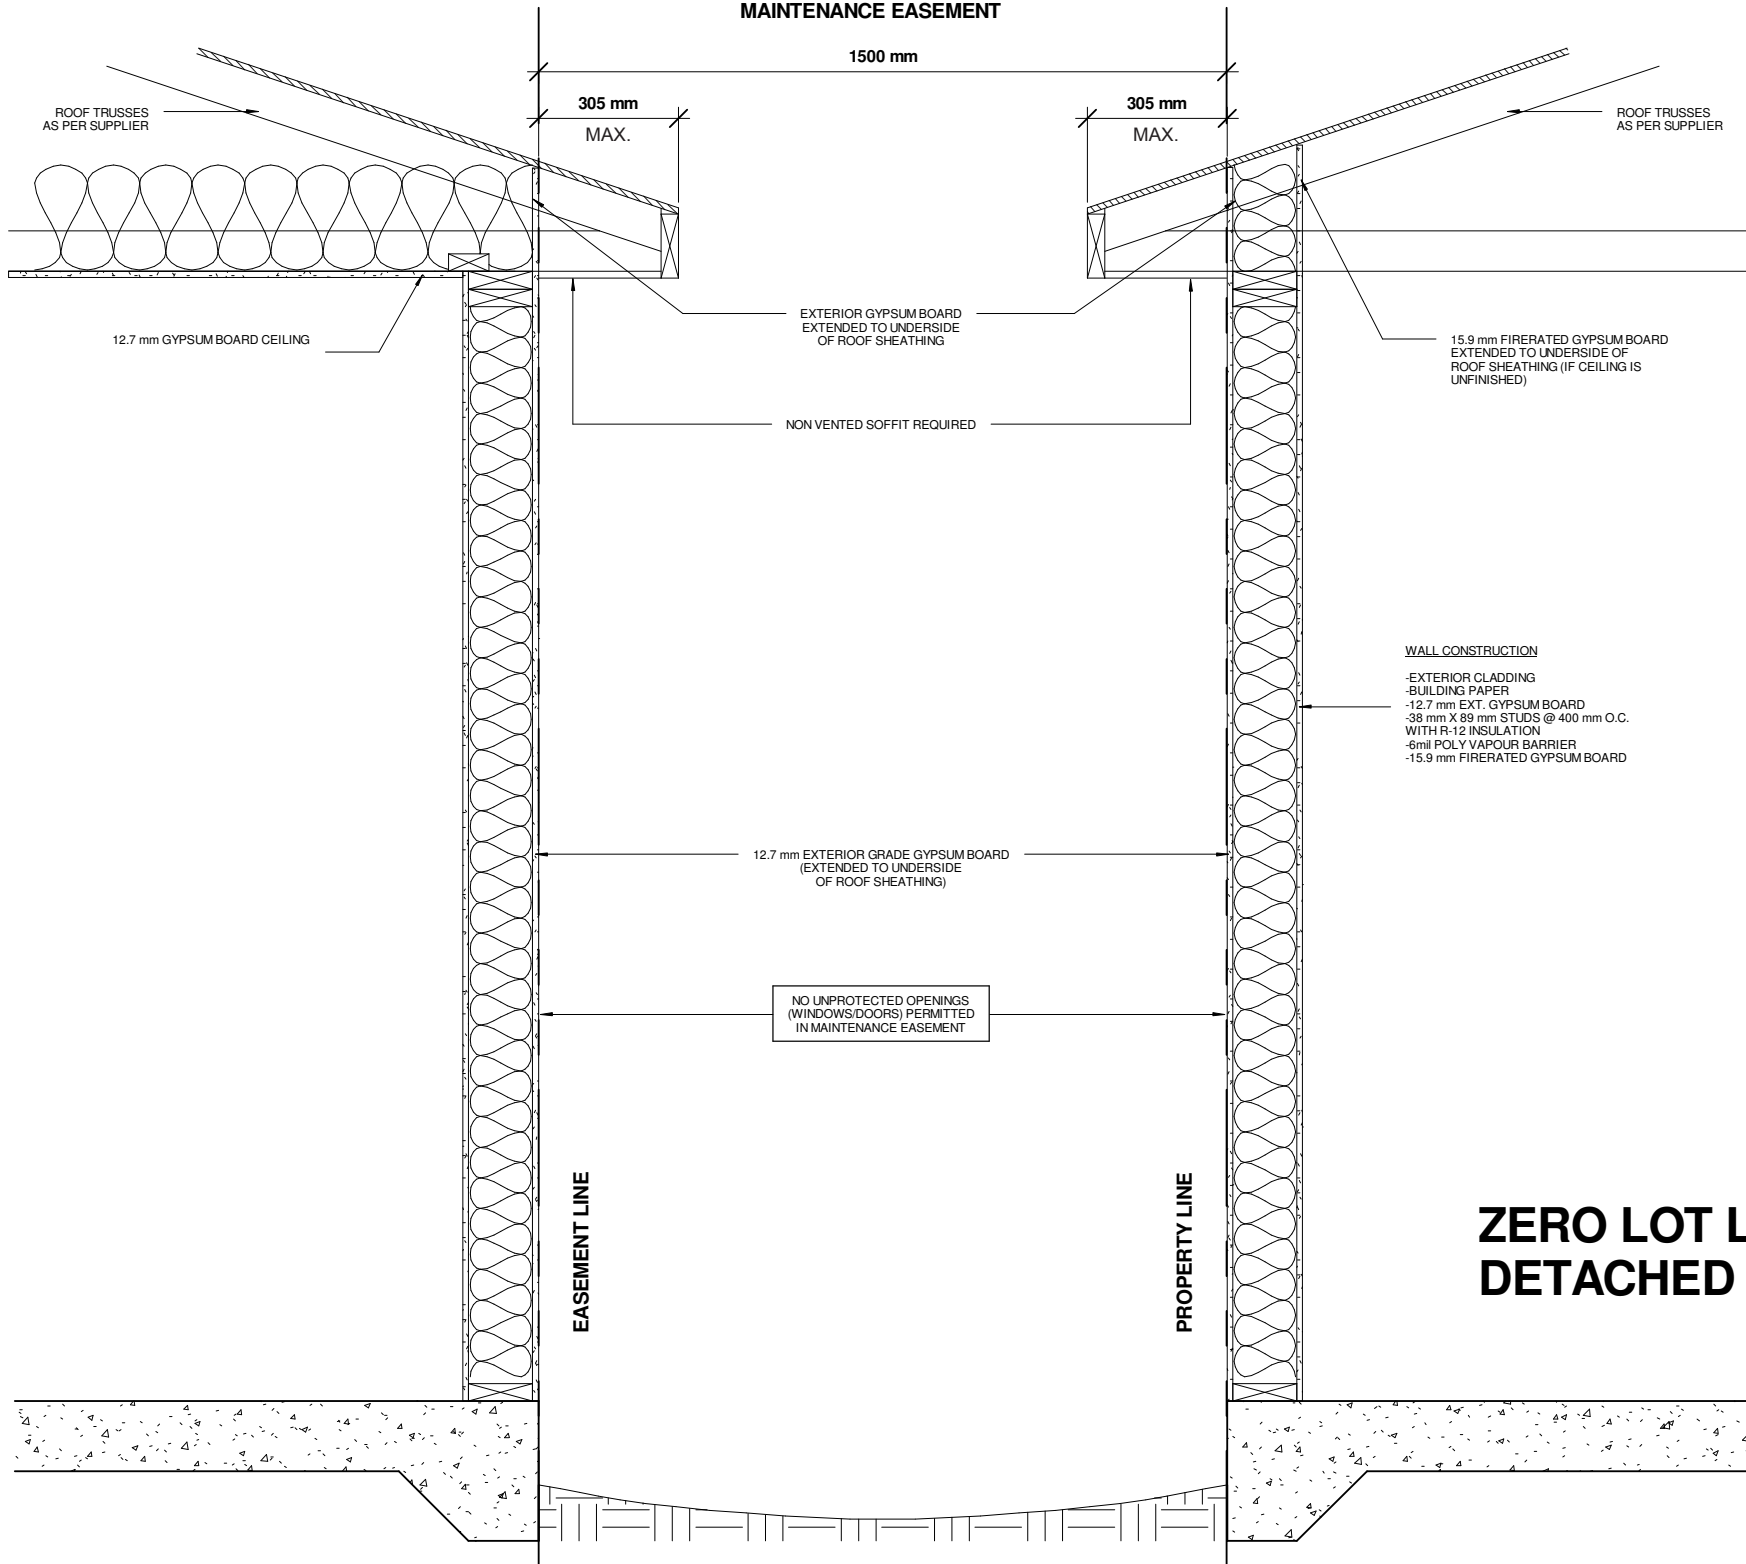 MAINTENANCE EASEMENT
1500 mm
305 mm
MAX.
305 mm
MAX.
ROOF TRUSSES
AS PER SUPPLIER
ROOF TRUSSES
AS PER SUPPLIER
12.7 mm GYPSUM BOARD CEILING
EXTERIOR GYPSUM BOARD
EXTENDED TO UNDERSIDE
OF ROOF SHEATHING
15.9 mm FIRERATED GYPSUM BOARD
EXTENDED TO UNDERSIDE OF
ROOF SHEATHING (IF CEILING IS
UNFINISHED)
NON VENTED SOFFIT REQUIRED
WALL CONSTRUCTION
-EXTERIOR CLADDING
-BUILDING PAPER
-12.7 mm EXT. GYPSUM BOARD
-38 mm X 89 mm STUDS @ 400 mm O.C.
WITH R-12 INSULATION
-6mil POLY VAPOUR BARRIER
-15.9 mm FIRERATED GYPSUM BOARD
12.7 mm EXTERIOR GRADE GYPSUM BOARD
(EXTENDED TO UNDERSIDE
OF ROOF SHEATHING)
NO UNPROTECTED OPENINGS
(WINDOWS/DOORS) PERMITTED
IN MAINTENANCE EASEMENT
EASEMENT LINE
PROPERTY LINE
ZERO LOT L
DETACHED